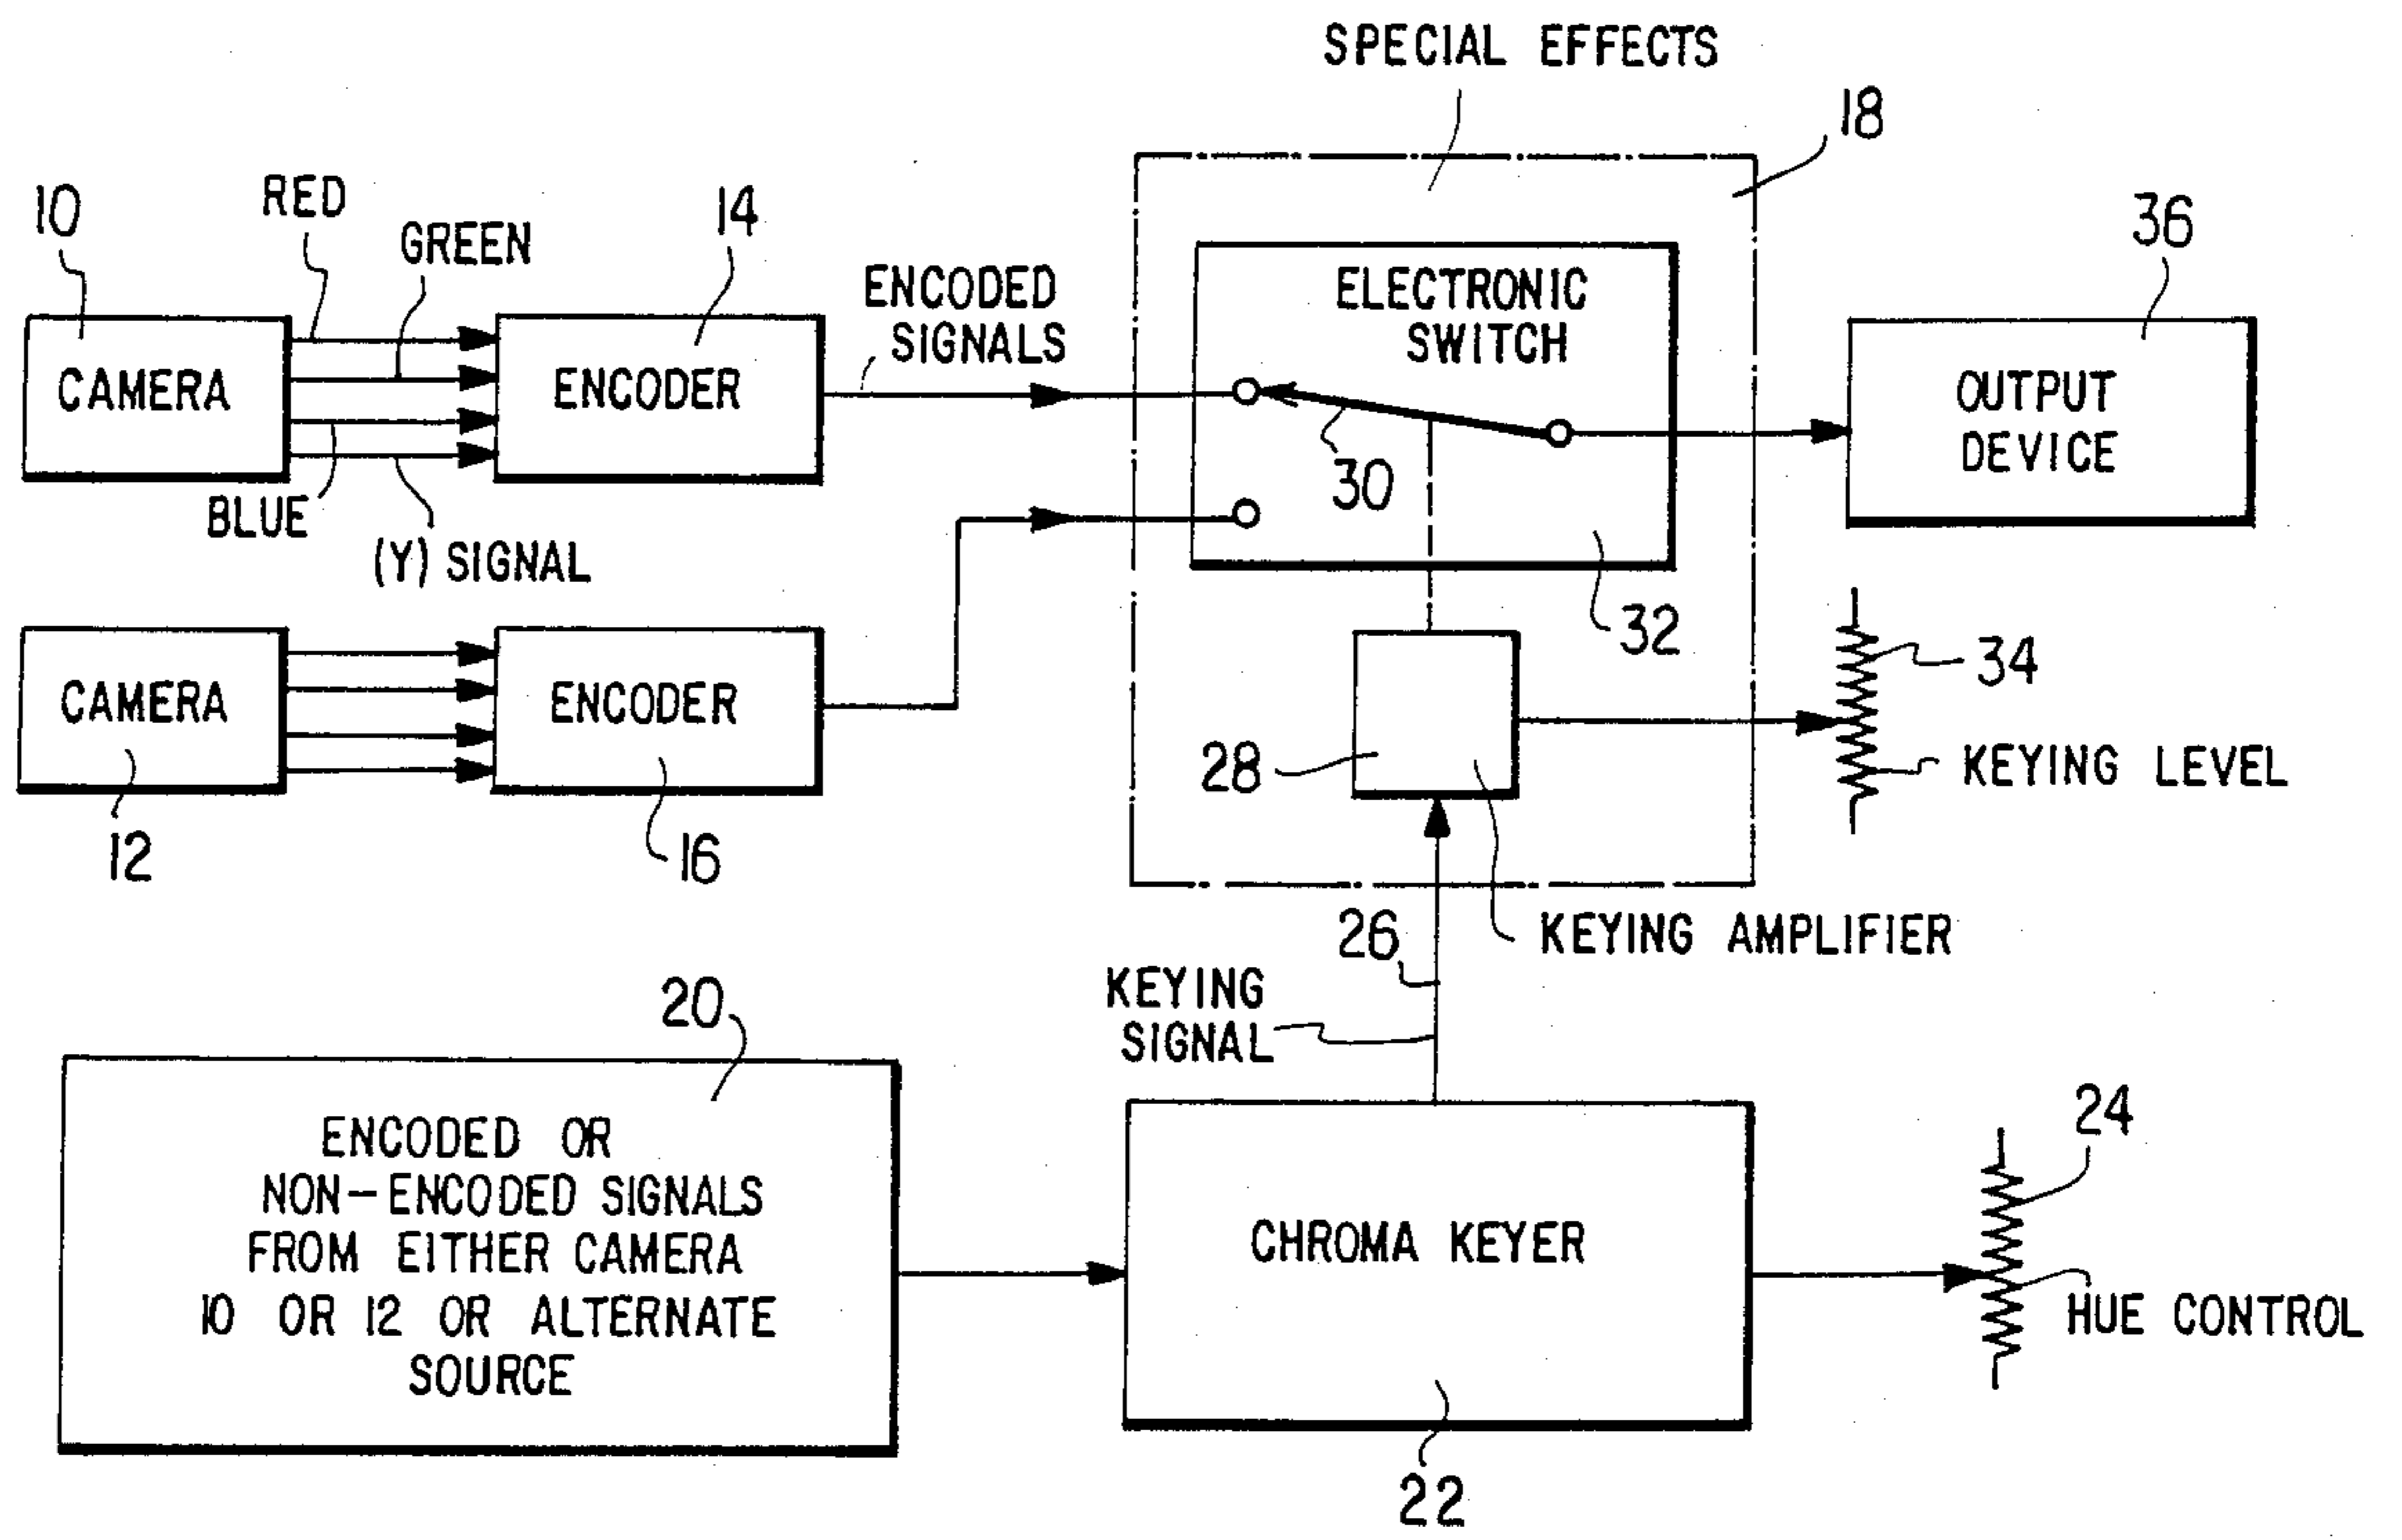 SPECIAL EFFECTS
18
10
RED
GREEN
14
ENCODED
SIGNALS
ELECTRONIC
SWITCH
36
CAMERA
ENCODER
30
OUTPUT
DEVICE
BLUE
(Y) SIGNAL
32
34
CAMERA
ENCODER
28
KEYING LEVEL
12
16
26
KEYING AMPLIFIER
KEYING
SIGNAL
20
ENCODED OR
NON-ENCODED SIGNALS
FROM EITHER CAMERA
10 OR 12 OR ALTERNATE
SOURCE
CHROMA KEYER
24
HUE CONTROL
22